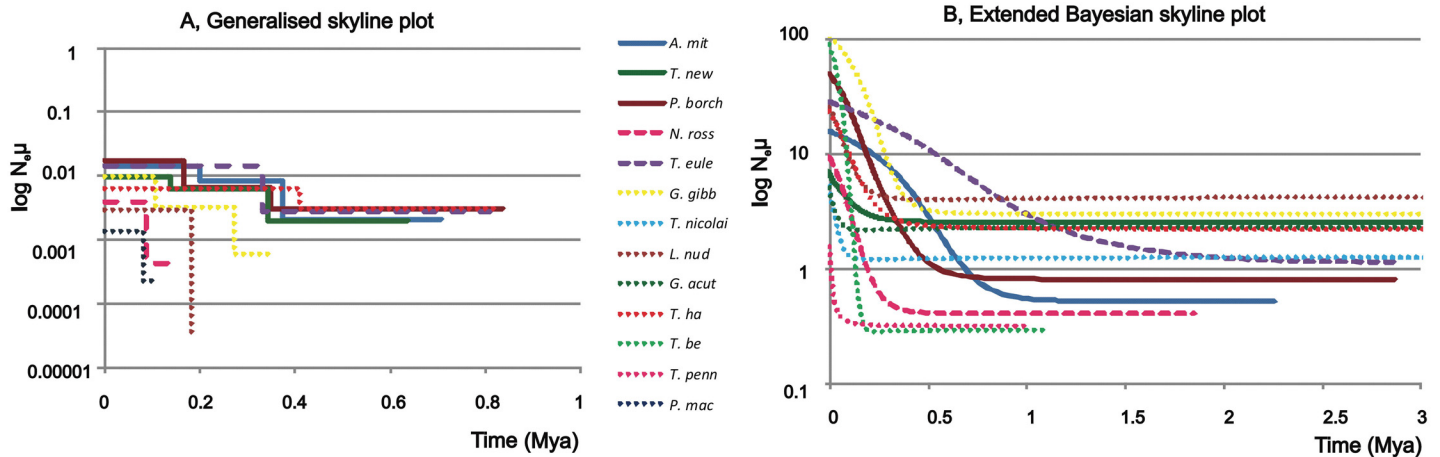 A, Generalised skyline plot
log Neμ
1
0.1
0.01
0.001
0.0001
0.00001
0 0.2 0.4 0.6 0.8 1
Time (Mya)
A. mit
T. new
P. borch
N. ross
T. eule
G. gibb
T. nicolai
L. nud
G. acut
T. ha
T. be
T. penn
P. mac
B, Extended Bayesian skyline plot
log Neμ
100
10
1
0.1
0 0.5 1 1.5 2 2.5 3
Time (Mya)